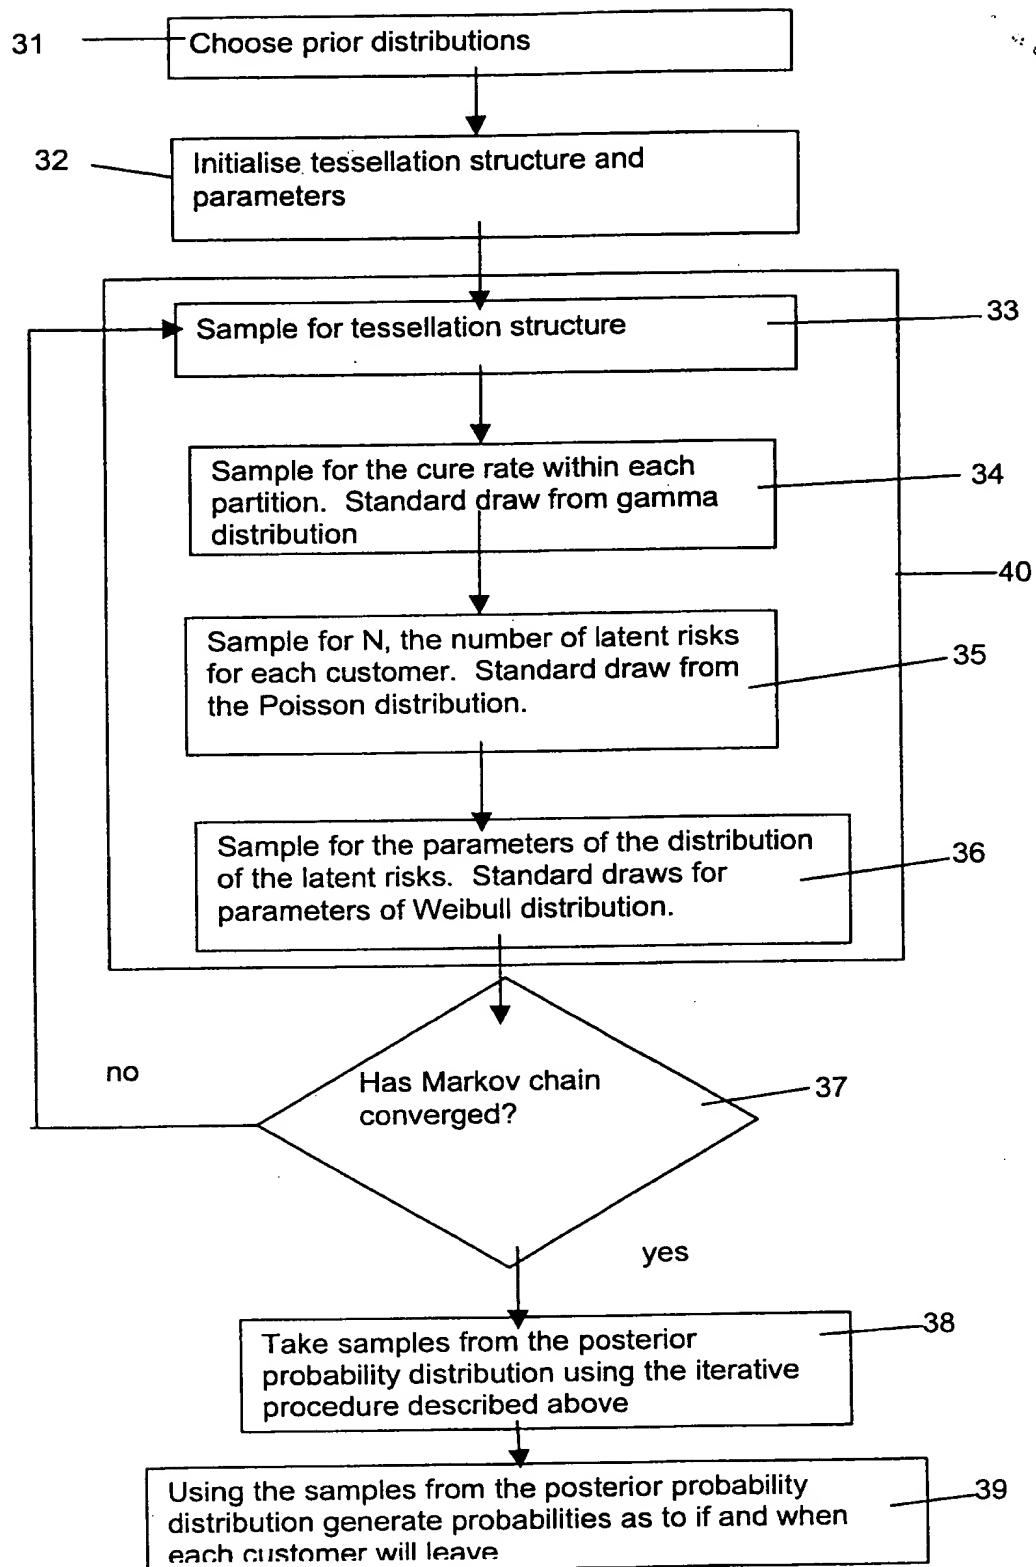 31
Choose prior distributions
32
Initialise tessellation structure and
parameters
Sample for tessellation structure
33
Sample for the cure rate within each
partition. Standard draw from gamma
distribution
34
40
Sample for N, the number of latent risks
for each customer. Standard draw from
the Poisson distribution.
35
Sample for the parameters of the distribution
of the latent risks. Standard draws for
parameters of Weibull distribution.
36
no
Has Markov chain
converged?
37
yes
Take samples from the posterior
probability distribution using the iterative
procedure described above
38
Using the samples from the posterior probability
distribution generate probabilities as to if and when
each customer will leave
39